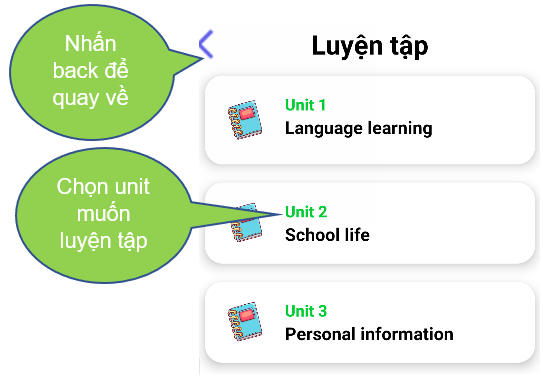 Nhấn
back để
quay về
Luyện tập
Unit 1
Language learning
Chọn unit
muốn
luyện tập
Unit 2
School life
Unit 3
Personal information